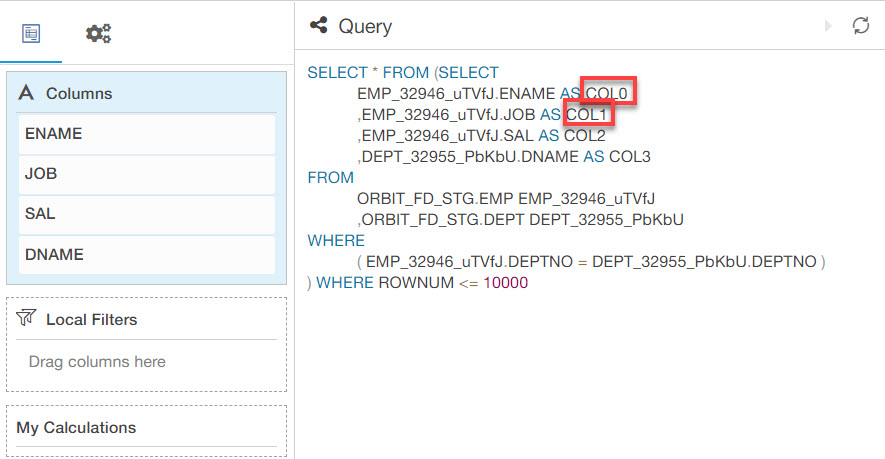 Columns
ENAME
JOB
SAL
DNAME
Local Filters
Drag columns here
My Calculations
Query
SELECT * FROM (SELECT
EMP_32946_uTVfJ.ENAME AS COL0
,EMP_32946_uTVfJ.JOB AS COL1
,EMP_32946_uTVfJ.SAL AS COL2
,DEPT_32955_PbKbU.DNAME AS COL3
FROM
ORBIT_FD_STG.EMP EMP_32946_uTVfJ
,ORBIT_FD_STG.DEPT DEPT_32955_PbKbU
WHERE
( EMP_32946_uTVfJ.DEPTNO = DEPT_32955_PbKbU.DEPTNO )
) WHERE ROWNUM <= 10000